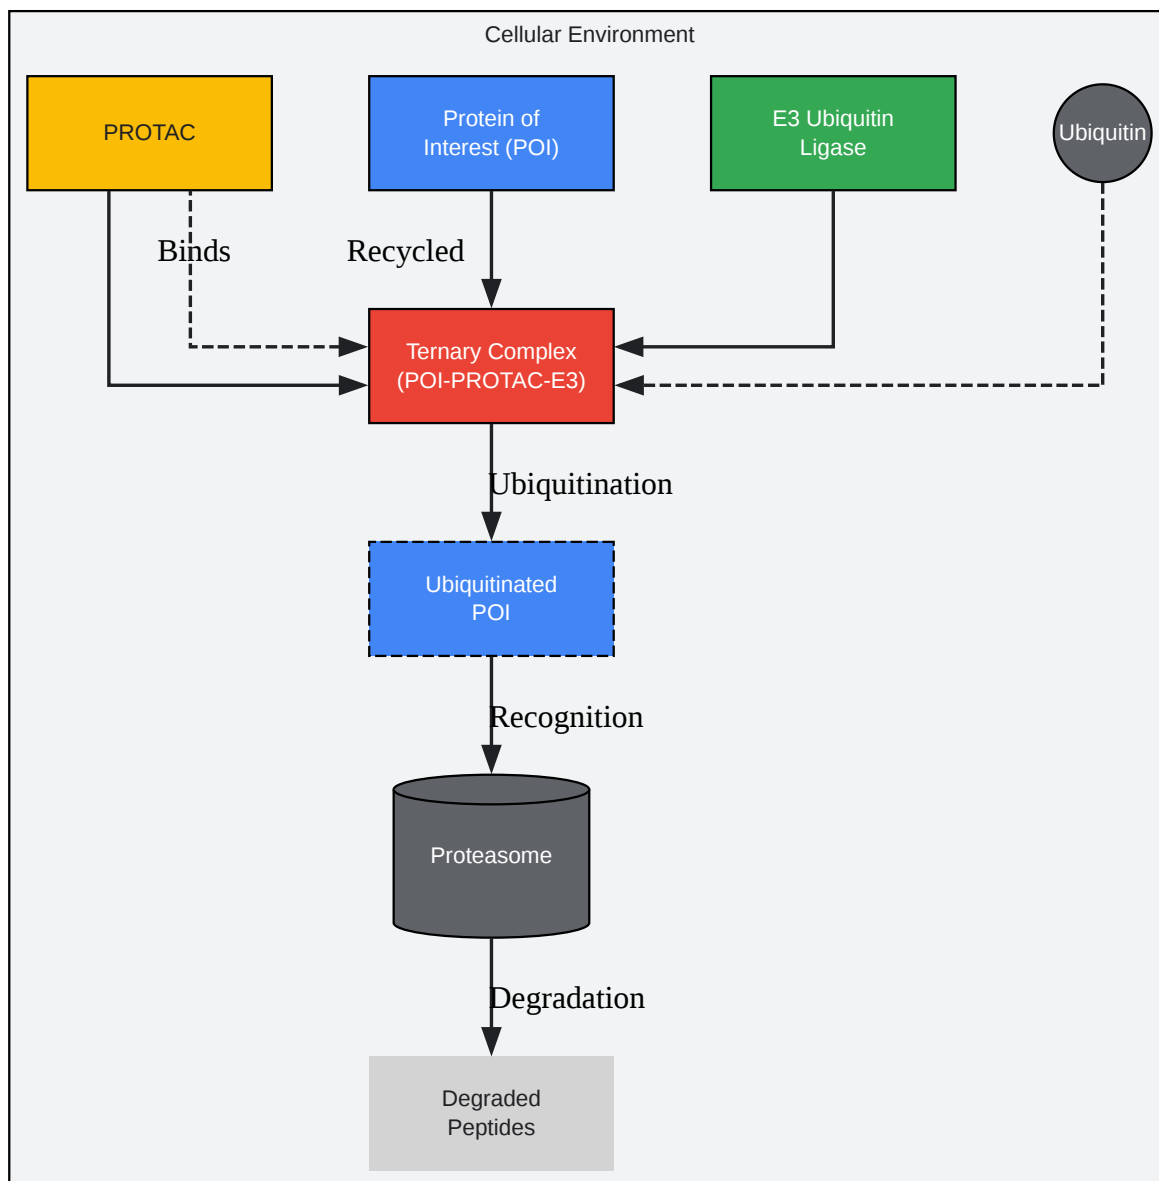 Cellular Environment
PROTAC
Protein of
Interest (POI)
E3 Ubiquitin
Ligase
Ubiquitin
Binds
Recycled
Ternary Complex
(POI-PROTAC-E3)
Ubiquitination
Ubiquitinated
POI
Recognition
Proteasome
Degradation
Degraded
Peptides